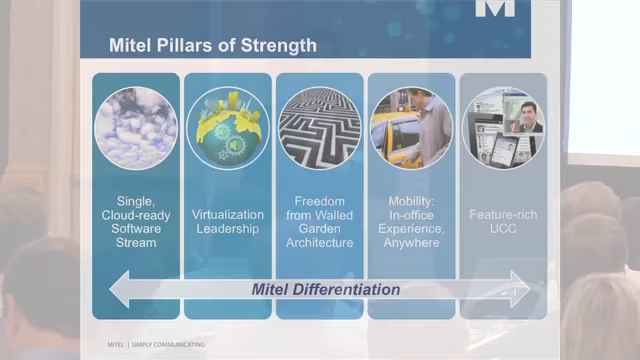 M
Mitel Pillars of Strength
Single,
Cloud-ready
Software
Stream
Virtualization
Leadership
Freedom
from Walled
Garden
Architecture
Mobility:
In-office
Experience,
Anywhere
Feature-rich
UCC
Mitel Differentiation
MITEL | SIMPLY COMMUNICATING